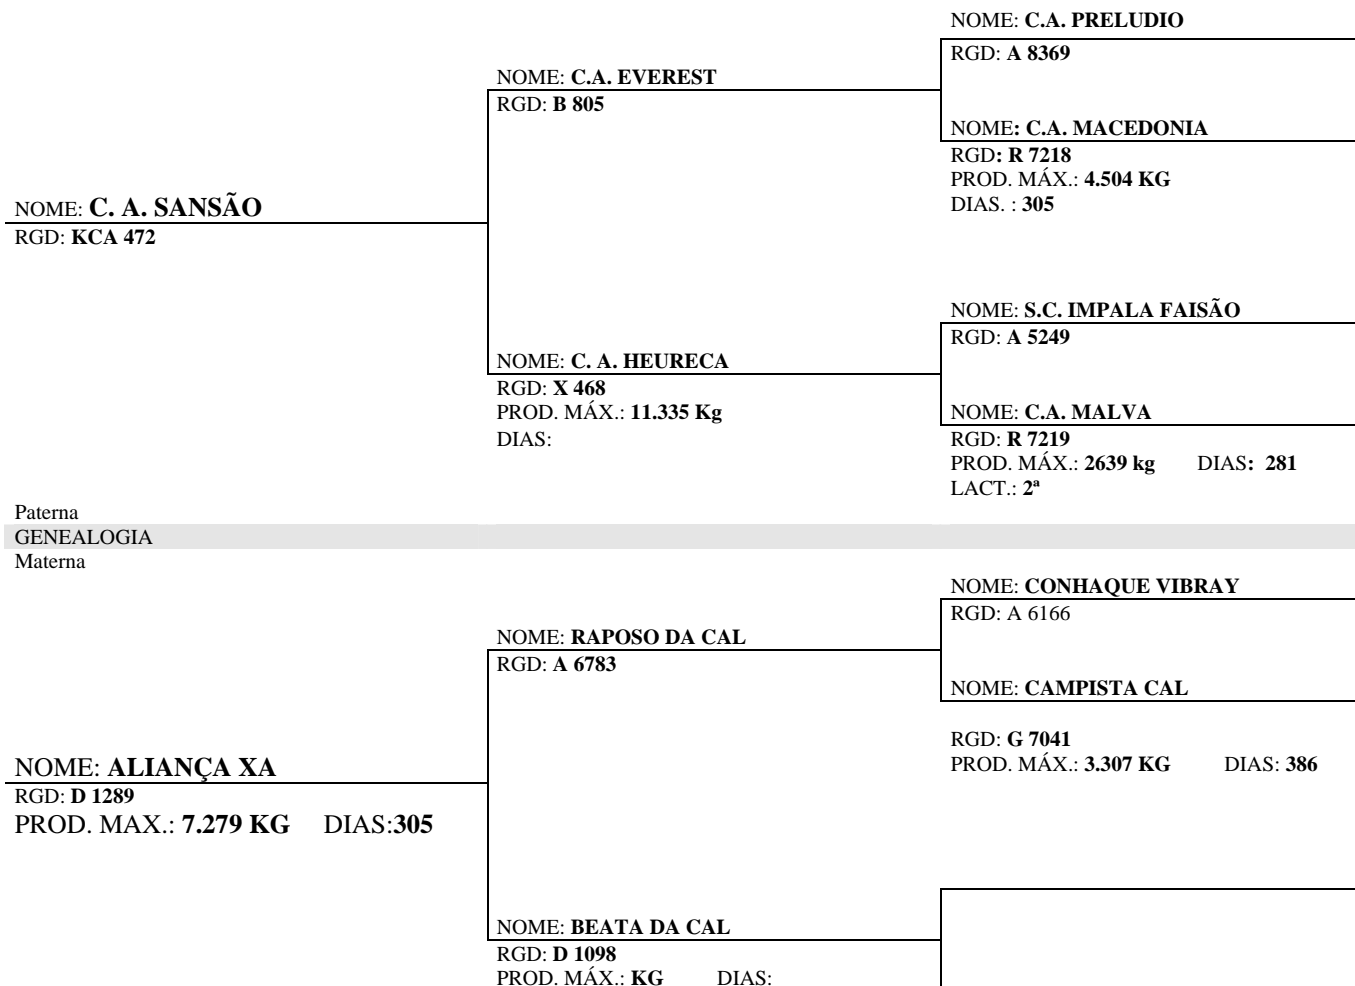 NOME: C.A. PRELUDIO
RGD: A 8369
NOME: C.A. EVEREST
RGD: B 805
NOME: C.A. MACEDONIA
RGD: R 7218
PROD. MÁX.: 4.504 KG
DIAS. : 305
NOME: C. A. SANSÃO
RGD: KCA 472
NOME: S.C. IMPALA FAISÃO
RGD: A 5249
NOME: C. A. HEURECA
RGD: X 468
PROD. MÁX.: 11.335 Kg
DIAS:
NOME: C.A. MALVA
RGD: R 7219
PROD. MÁX.: 2639 kg DIAS: 281
LACT.: 2ª
Paterna
GENEALOGIA
Materna
NOME: CONHAQUE VIBRAY
RGD: A 6166
NOME: RAPOSO DA CAL
RGD: A 6783
NOME: CAMPISTA CAL
RGD: G 7041
PROD. MÁX.: 3.307 KG DIAS: 386
NOME: ALIANÇA XA
RGD: D 1289
PROD. MAX.: 7.279 KG DIAS:305
NOME: BEATA DA CAL
RGD: D 1098
PROD. MÁX.: KG DIAS: